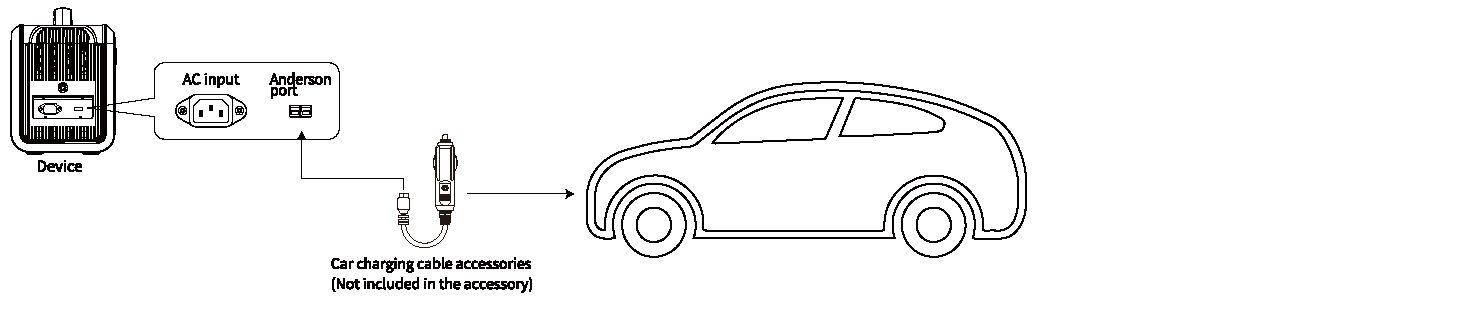 AC input
Anderson
port
Device
Car charging cable accessories
(Not included in the accessory)